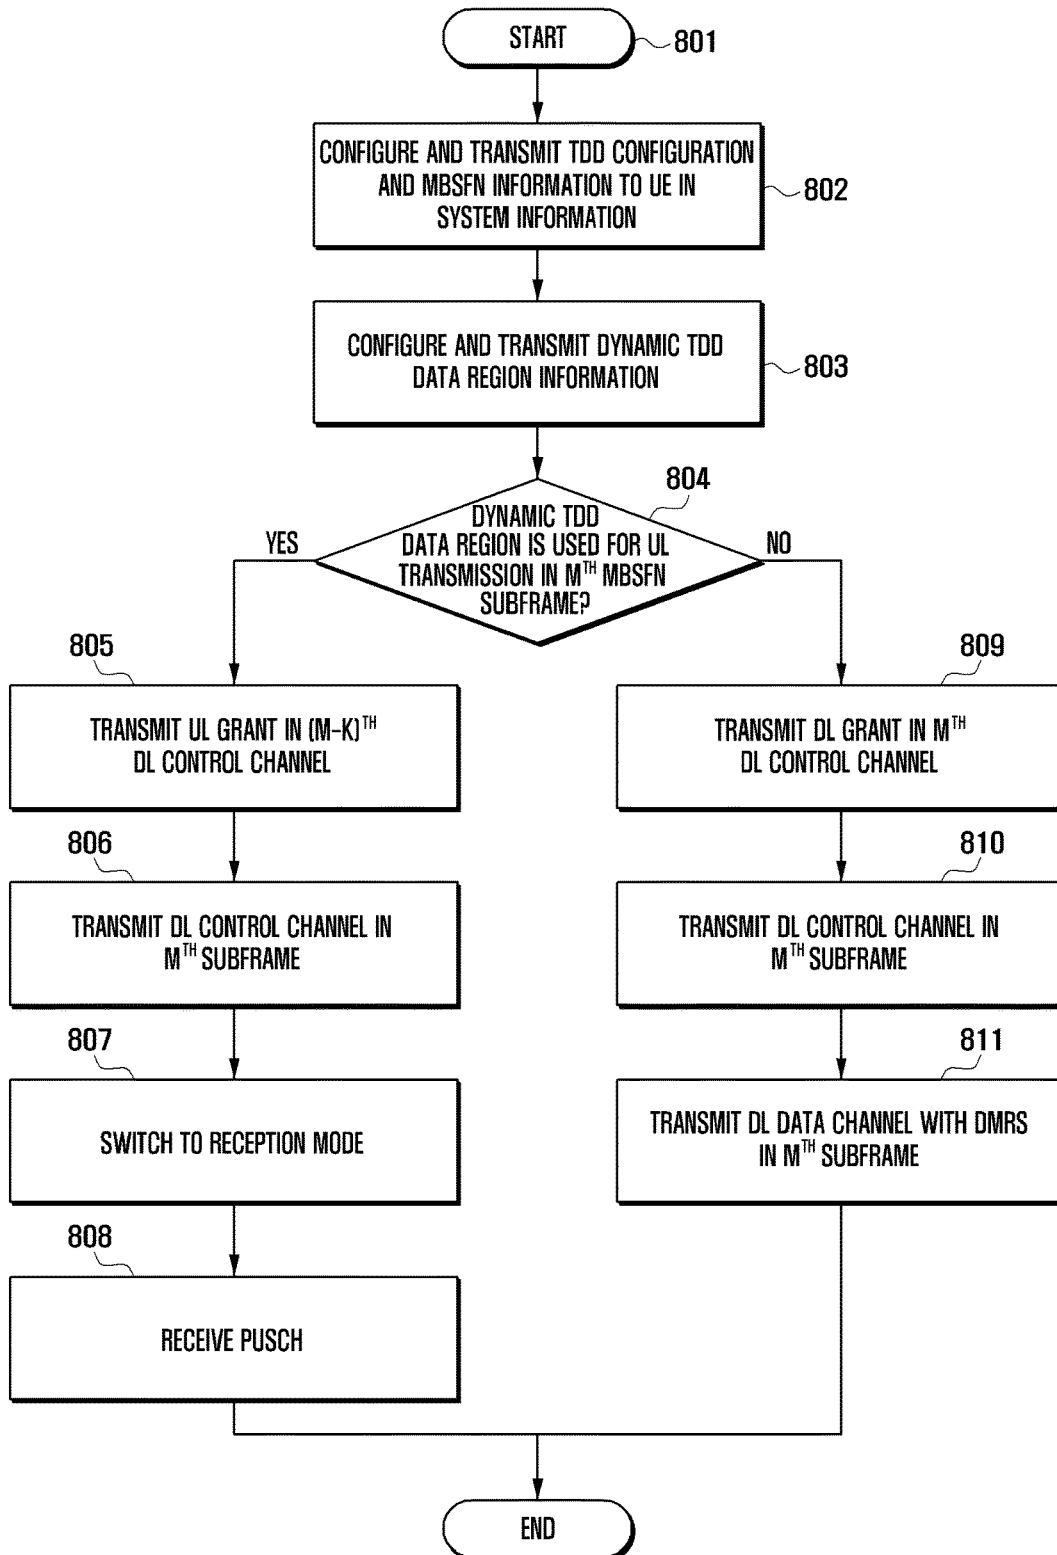 START
801
CONFIGURE AND TRANSMIT TDD CONFIGURATION
AND MBSFN INFORMATION TO UE IN
SYSTEM INFORMATION
802
CONFIGURE AND TRANSMIT DYNAMIC TDD
DATA REGION INFORMATION
803
804
DYNAMIC TDD
DATA REGION IS USED FOR UL
TRANSMISSION IN M^TH MBSFN
SUBFRAME?
YES
NO
805
TRANSMIT UL GRANT IN (M-K)^TH
DL CONTROL CHANNEL
806
TRANSMIT DL CONTROL CHANNEL IN
M^TH SUBFRAME
807
SWITCH TO RECEPTION MODE
808
RECEIVE PUSCH
809
TRANSMIT DL GRANT IN M^TH
DL CONTROL CHANNEL
810
TRANSMIT DL CONTROL CHANNEL IN
M^TH SUBFRAME
811
TRANSMIT DL DATA CHANNEL WITH DMRS
IN M^TH SUBFRAME
END